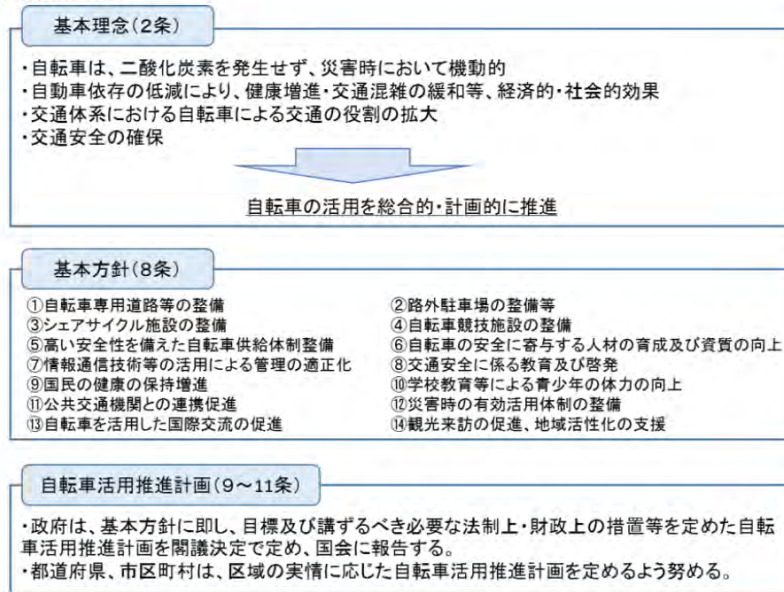 基本理念(2条)
・自転車は、二酸化炭素を発生せず、災害時において機動的
・自動車依存の低減により、健康増進・交通混雑の緩和等、経済的・社会的効果
・交通体系における自転車による交通の役割の拡大
・交通安全の確保
自転車の活用を総合的・計画的に推進
基本方針(8条)
①自転車専用道路等の整備
②路外駐車場の整備等
③シェアサイクル施設の整備
④自転車競技施設の整備
⑤高い安全性を備えた自転車供給体制整備
⑥自転車の安全に寄与する人材の育成及び資質の向上
⑦情報通信技術等の活用による管理の適正化
⑧交通安全に係る教育及び啓発
⑨国民の健康の保持増進
⑩学校教育等による青少年の体力の向上
⑪公共交通機関との連携促進
⑫災害時の有効活用体制の整備
⑬自転車を活用した国際交流の促進
⑭観光来訪の促進、地域活性化の支援
自転車活用推進計画(9～11条)
・政府は、基本方針に即し、目標及び講ずるべき必要な法制上・財政上の措置等を定めた自転
車活用推進計画を閣議決定で定め、国会に報告する。
・都道府県、市区町村は、区域の実情に応じた自転車活用推進計画を定めるよう努める。